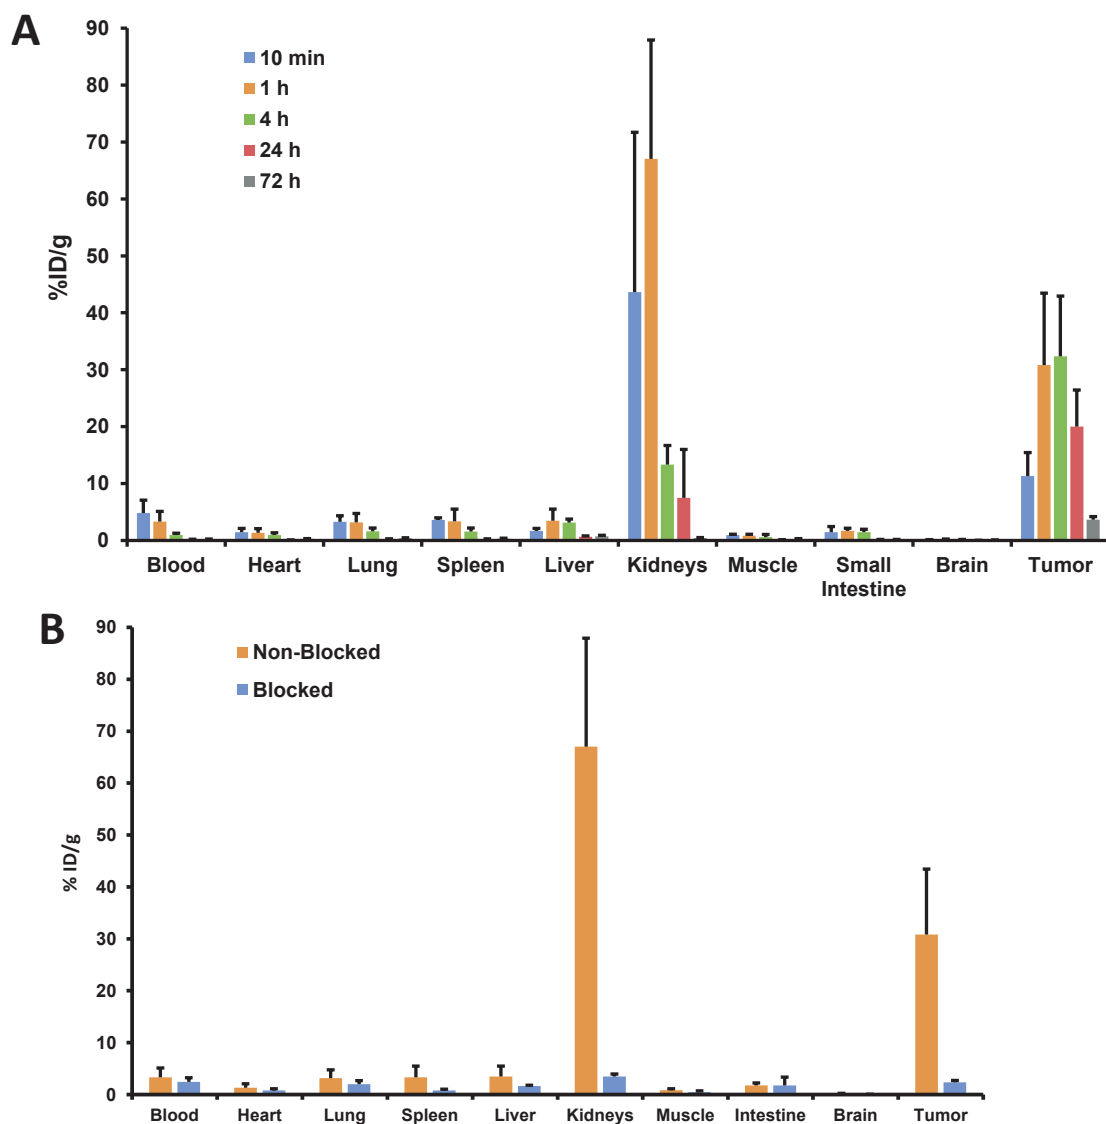 A
90
80
70
60
50
40
30
20
10
0
%ID/g
10 min
1 h
4 h
24 h
72 h
Blood Heart Lung Spleen Liver Kidneys Muscle Small Intestine Brain Tumor
B
90
80
70
60
50
40
30
20
10
0
% ID/g
Non-Blocked
Blocked
Blood Heart Lung Spleen Liver Kidneys Muscle Intestine Brain Tumor